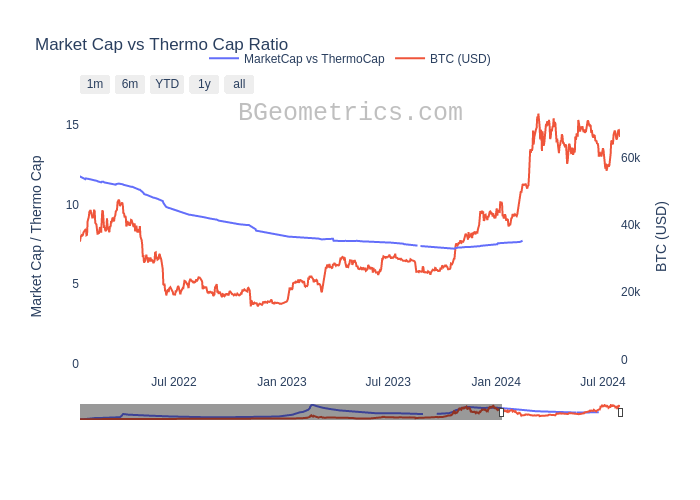 Market Cap vs Thermo Cap Ratio
MarketCap vs ThermoCap
BTC (USD)
1m
6m
YTD
1y
all
BGeometrics.com
15
10
5
0
Market Cap / Thermo Cap
60k
40k
20k
0
BTC (USD)
Jul 2022
Jan 2023
Jul 2023
Jan 2024
Jul 2024